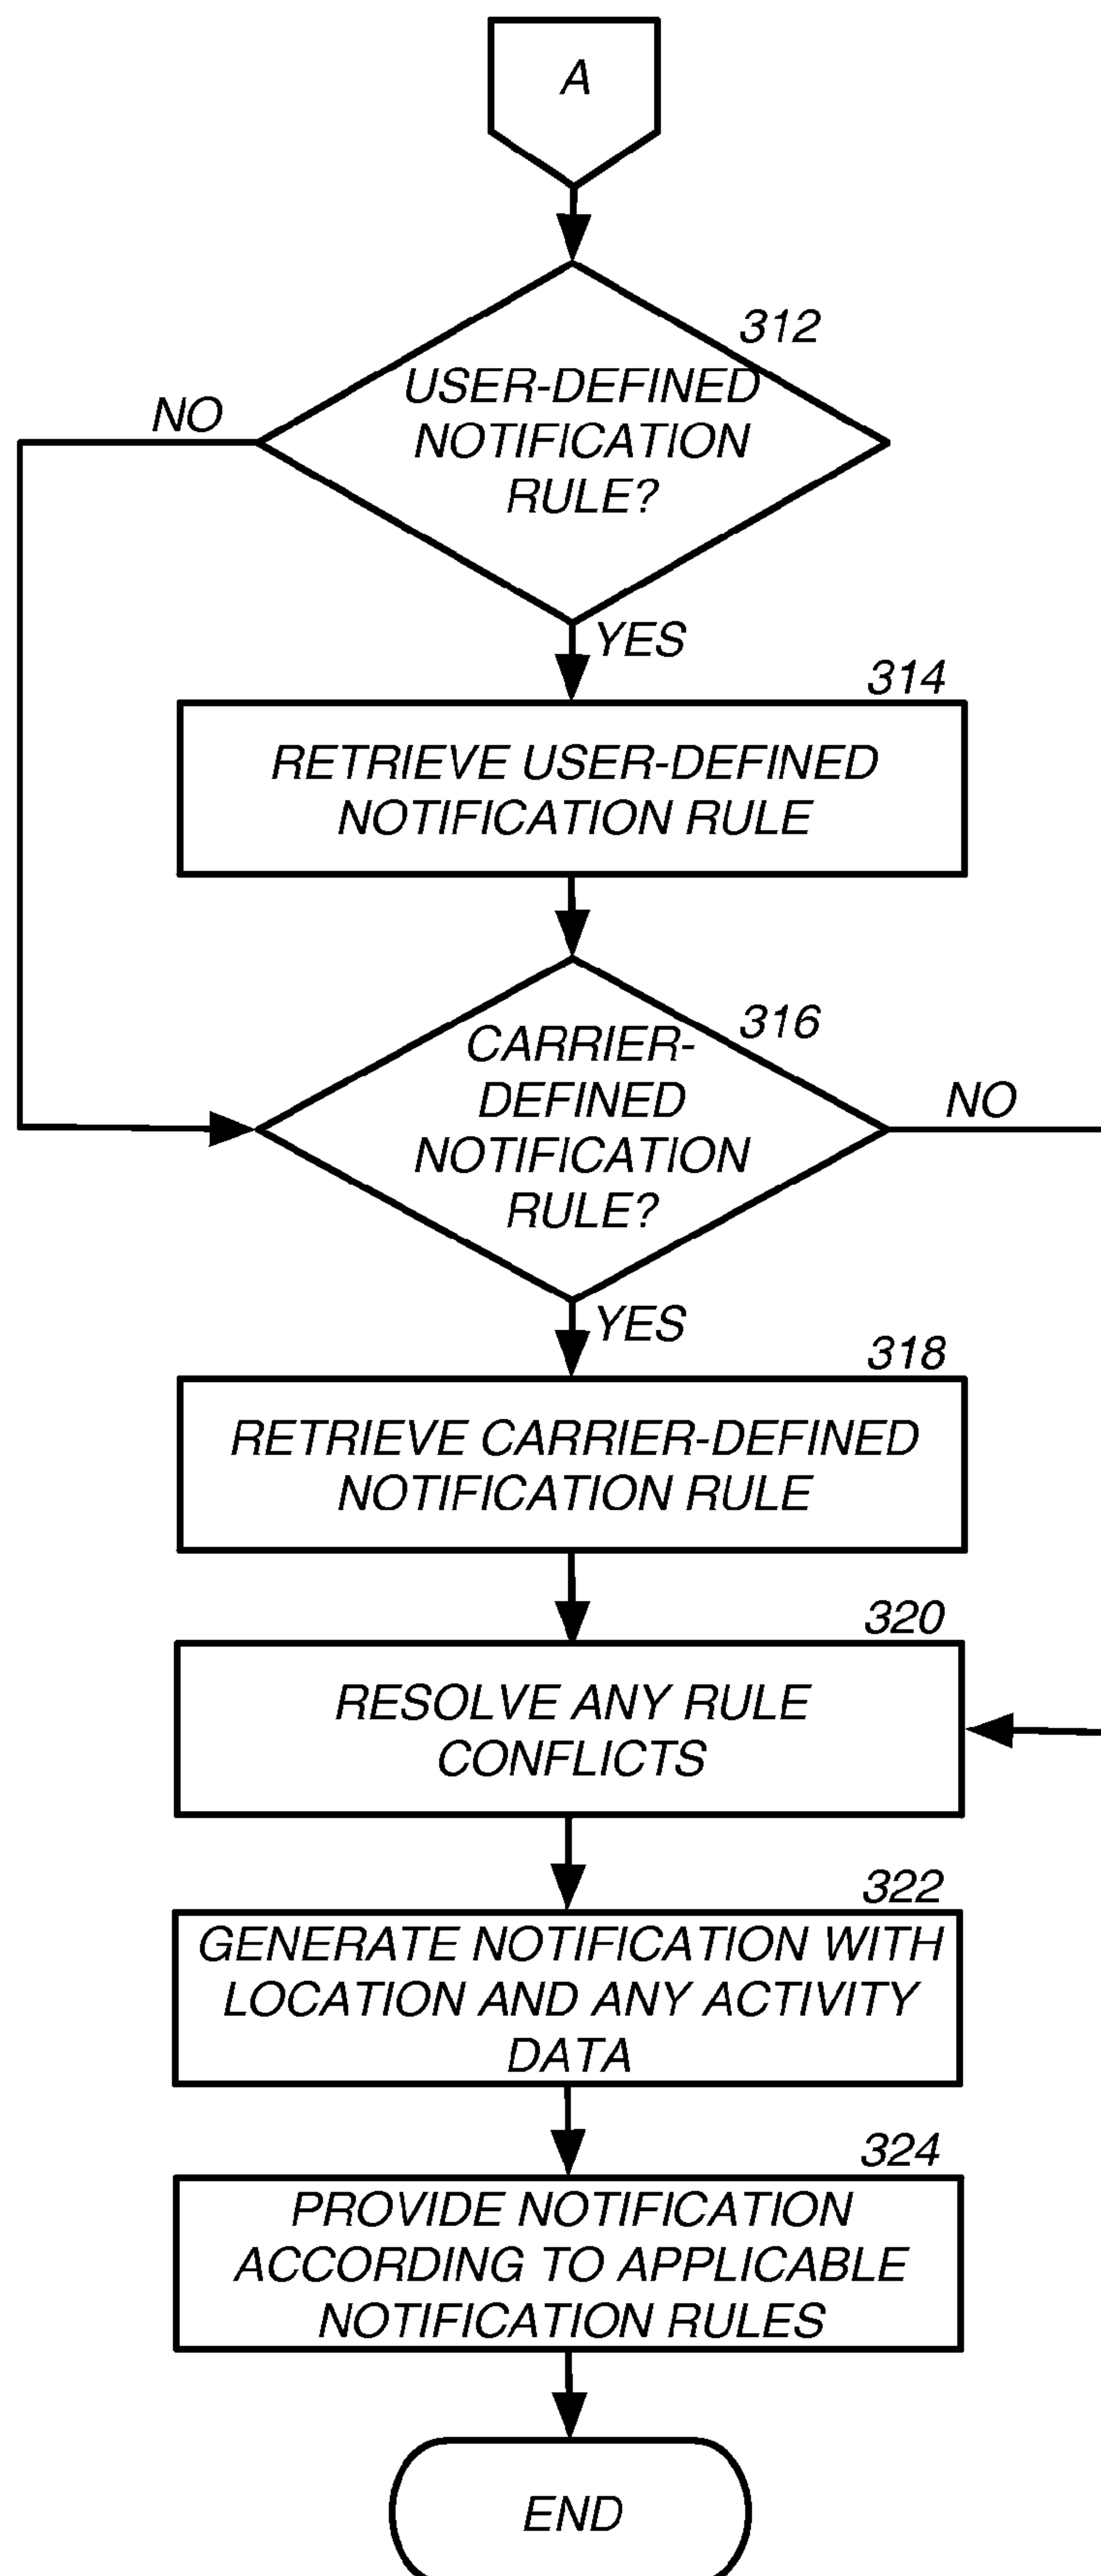 A
312
USER-DEFINED
NOTIFICATION
RULE?
NO
YES
314
RETRIEVE USER-DEFINED
NOTIFICATION RULE
316
CARRIER-
DEFINED
NOTIFICATION
RULE?
NO
YES
318
RETRIEVE CARRIER-DEFINED
NOTIFICATION RULE
320
RESOLVE ANY RULE
CONFLICTS
322
GENERATE NOTIFICATION WITH
LOCATION AND ANY ACTIVITY
DATA
324
PROVIDE NOTIFICATION
ACCORDING TO APPLICABLE
NOTIFICATION RULES
END